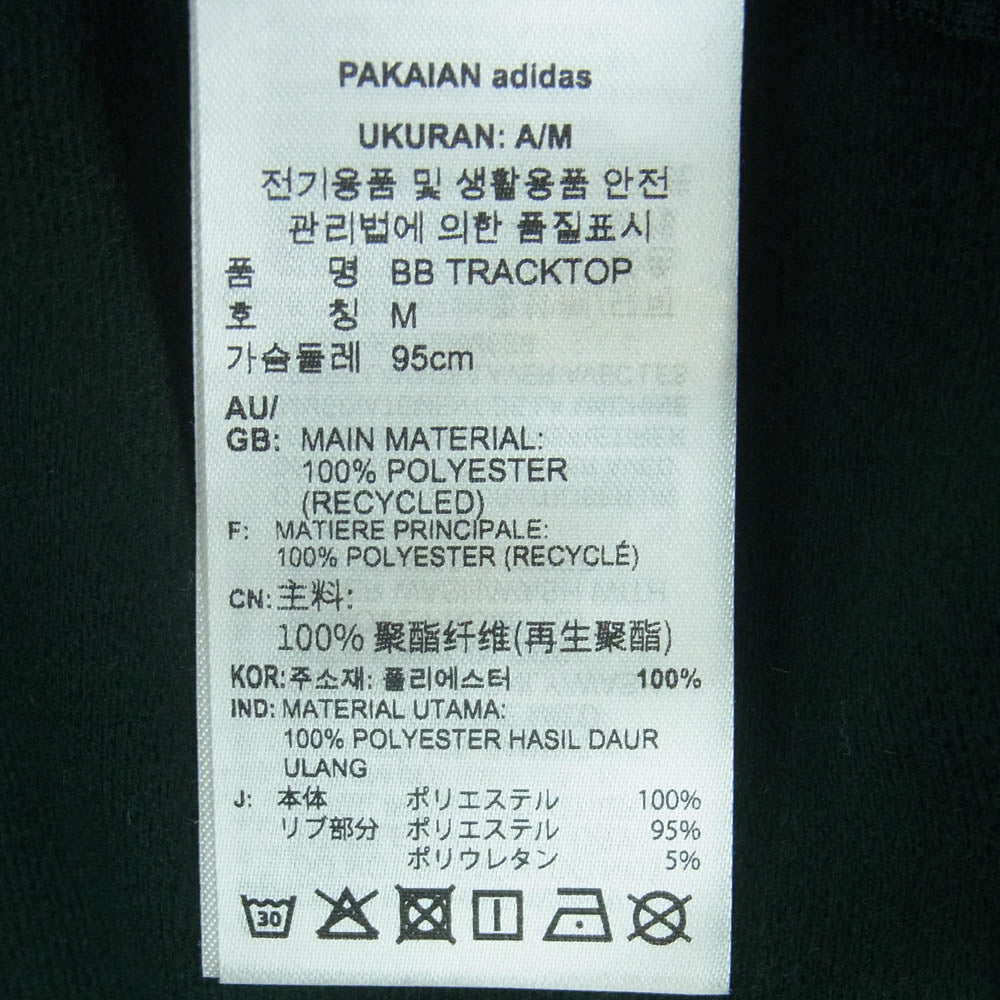 PAKAIAN adidas
UKURAN: A/M
전기용품 및 생활용품 안전
관리법에 의한 품질표시
품 명 BB TRACKTOP
호 칭 M
가슴둘레 95cm
AU/
GB: MAIN MATERIAL:
100% POLYESTER
(RECYCLED)
F: MATIERE PRINCIPALE:
100% POLYESTER (RECYCLÉ)
CN: 主料:
100% 聚酯纤维(再生聚酯)
KOR: 주소재: 폴리에스터 100%
IND: MATERIAL UTAMA:
100% POLYESTER HASIL DAUR
ULANG
J: 本体 ポリエステル 100%
リブ部分 ポリエステル 95%
ポリウレタン 5%
30